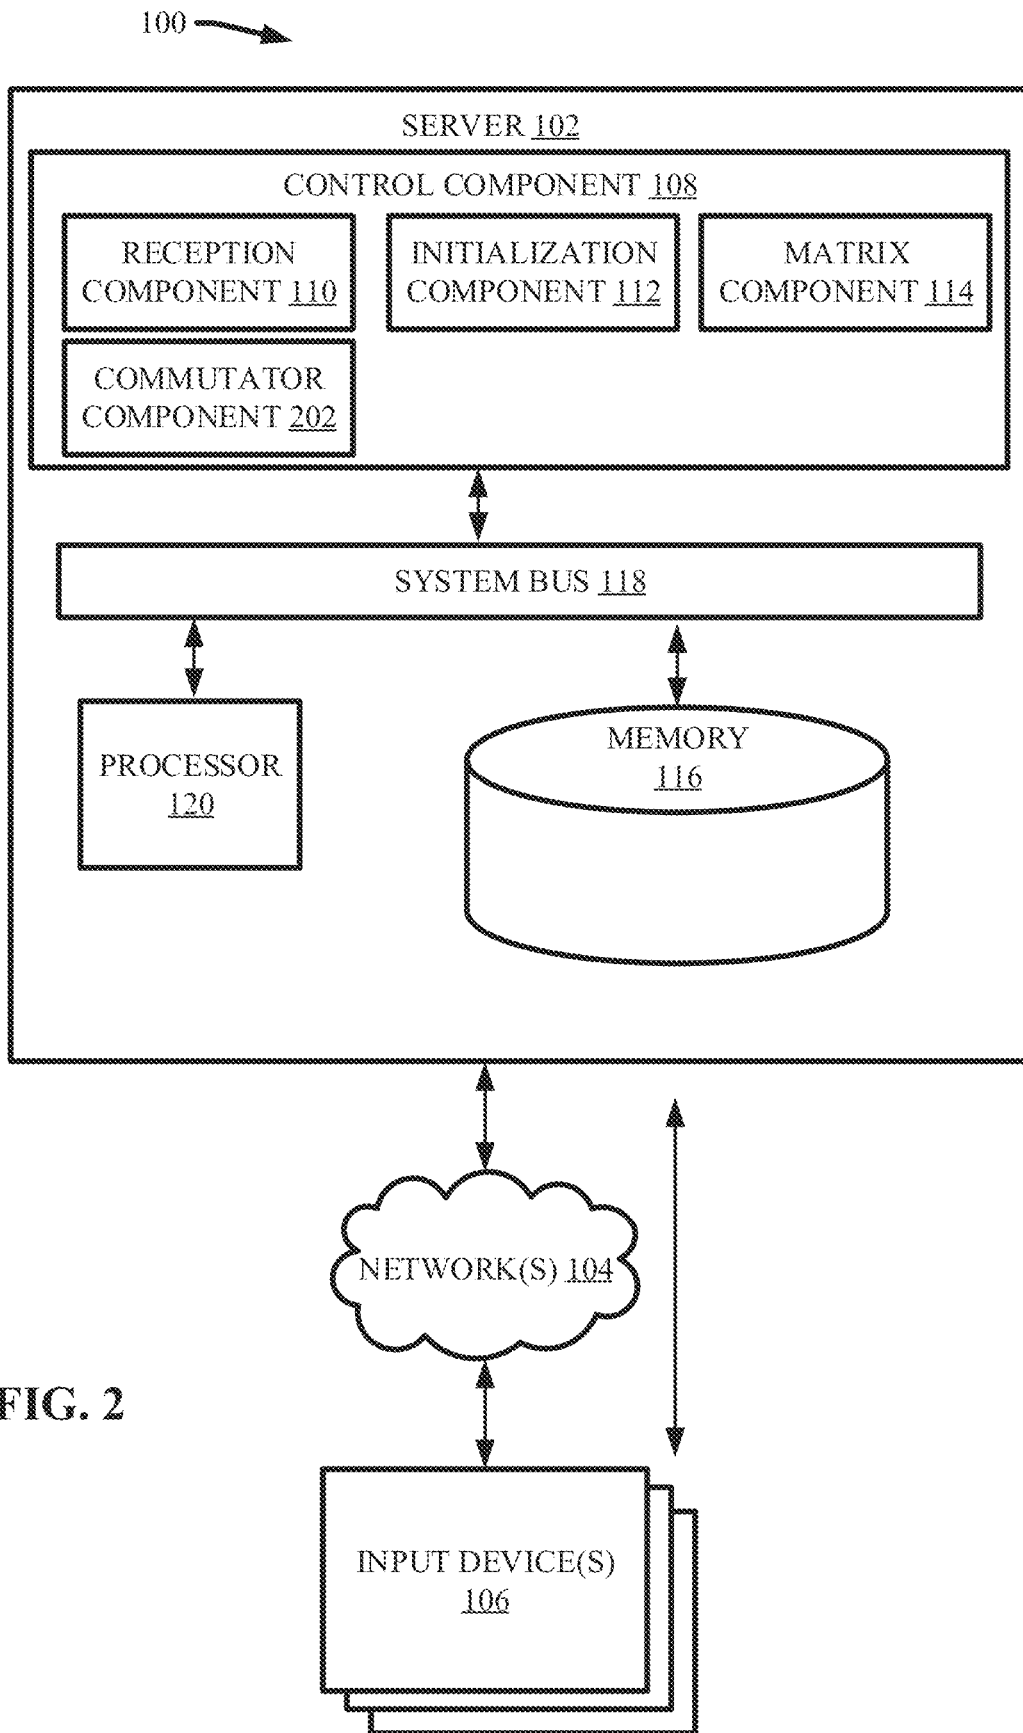 100
SERVER 102
CONTROL COMPONENT 108
RECEPTION
COMPONENT 110
INITIALIZATION
COMPONENT 112
MATRIX
COMPONENT 114
COMMUTATOR
COMPONENT 202
SYSTEM BUS 118
PROCESSOR
120
MEMORY
116
NETWORK(S) 104
FIG. 2
INPUT DEVICE(S)
106